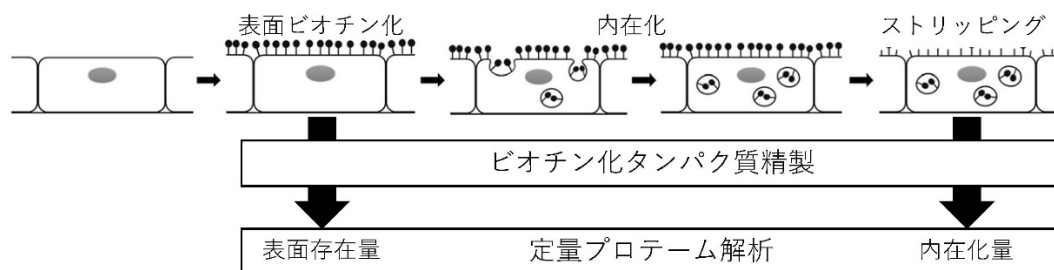 表面ビオチン化
内在化
ストリッピング
ビオチン化タンパク質精製
表面存在量
定量プロテーム解析
内在化量